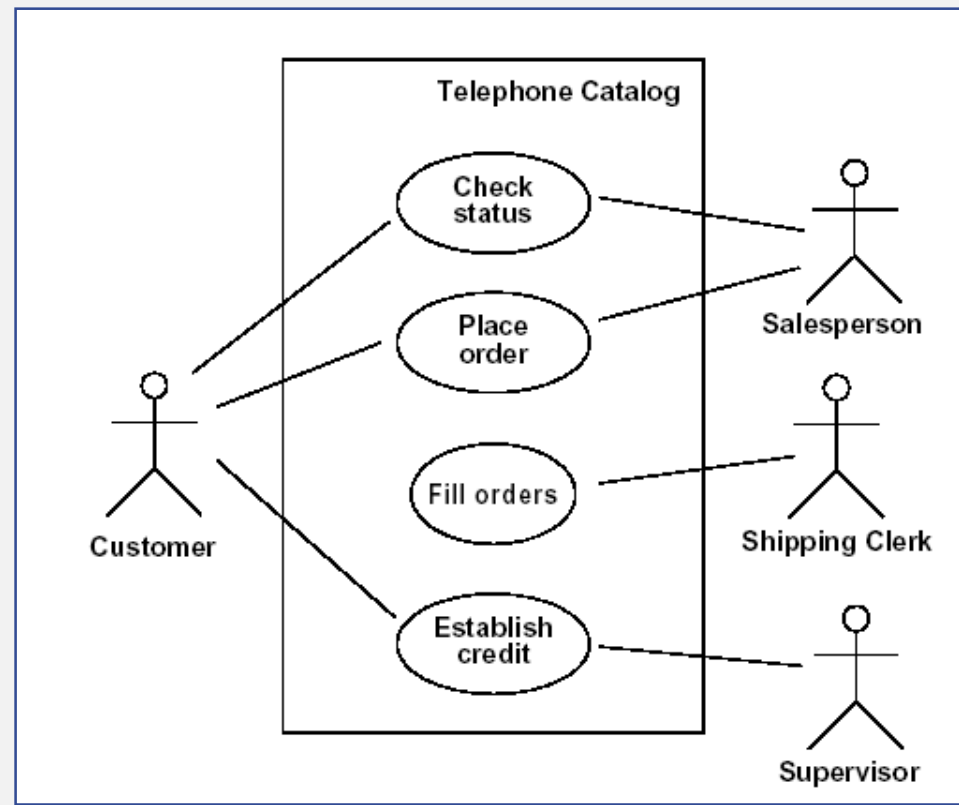 Telephone Catalog
Check
status
Place
order
Salesperson
Fill orders
Customer
Shipping Clerk
Establish
credit
Supervisor